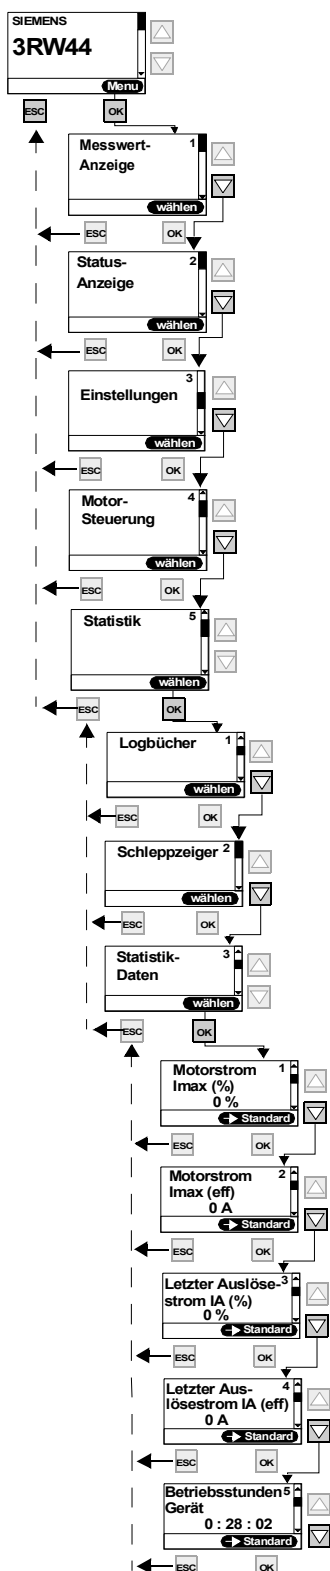 SIEMENS
3RW44
Menu
ESC OK
Messwert- 1
Anzeige
wählen
ESC OK
Status- 2
Anzeige
wählen
ESC OK
3
Einstellungen
wählen
ESC OK
Motor- 4
Steuerung
wählen
ESC OK
Statistik 5
wählen
ESC OK
Logbücher 1
wählen
ESC OK
Schleppzeiger 2
wählen
ESC OK
Statistik- 3
Daten
wählen
ESC OK
Motorstrom 1
Imax (%)
0 %
Standard
ESC OK
Motorstrom 2
Imax (eff)
0 A
Standard
ESC OK
Letzter Auslöse- 3
strom IA (%)
0 %
Standard
ESC OK
Letzter Aus- 4
lösestrom IA (eff)
0 A
Standard
ESC OK
Betriebsstunden 5
Gerät
0 : 28 : 02
Standard
ESC OK